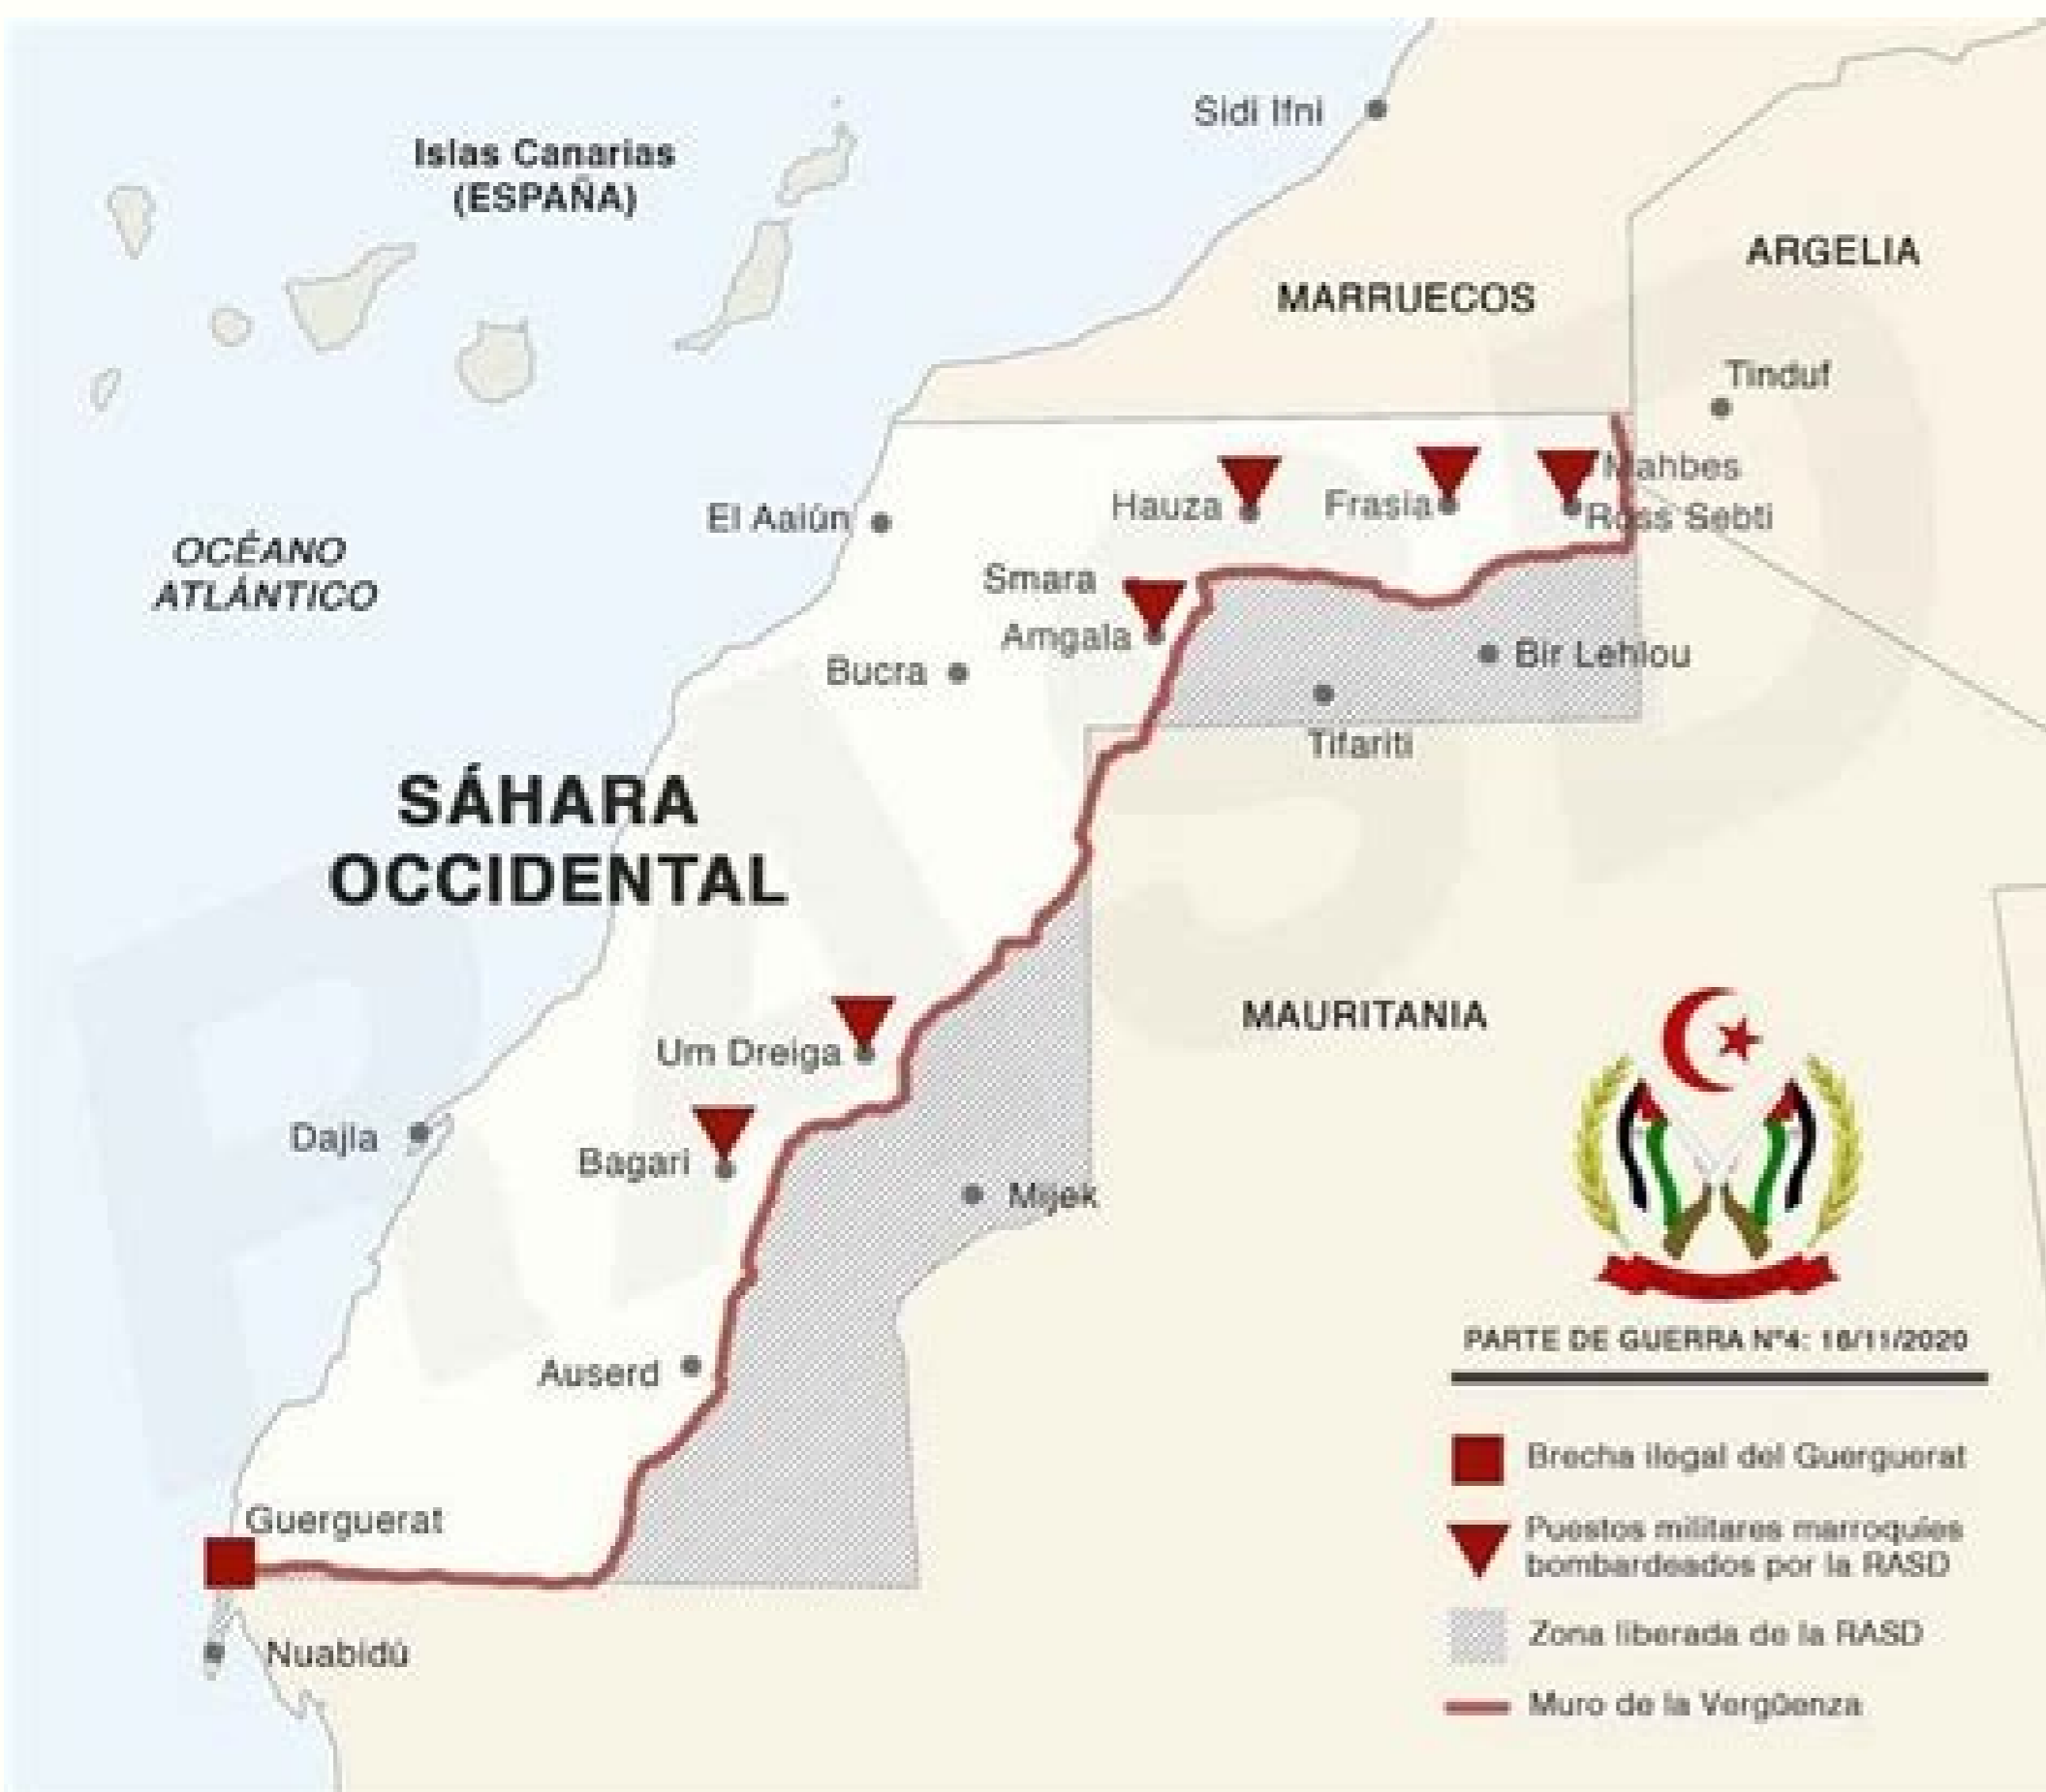 Sidi Ifni
Islas Canarias
(ESPAÑA)
ARGELIA
MARRUECOS
Tinduf
Mahbes
Hauza
Frasia
Ross Sebti
El Aaiún
OCÉANO
ATLÁNTICO
Smara
Amgala
Bir Lehlou
Bucra
Tifariti
SÁHARA
OCCIDENTAL
MAURITANIA
Um Dreiga
Dajla
Bagari
Mijek
PARTE DE GUERRA Nº4: 16/11/2020
Auserd
Brecha ilegal del Guerguerat
Guerguerat
Puestos militares marroquíes
bombardeados por la RASD
Zona liberada de la RASD
Nuabidú
Muro de la Vergüenza
RASD